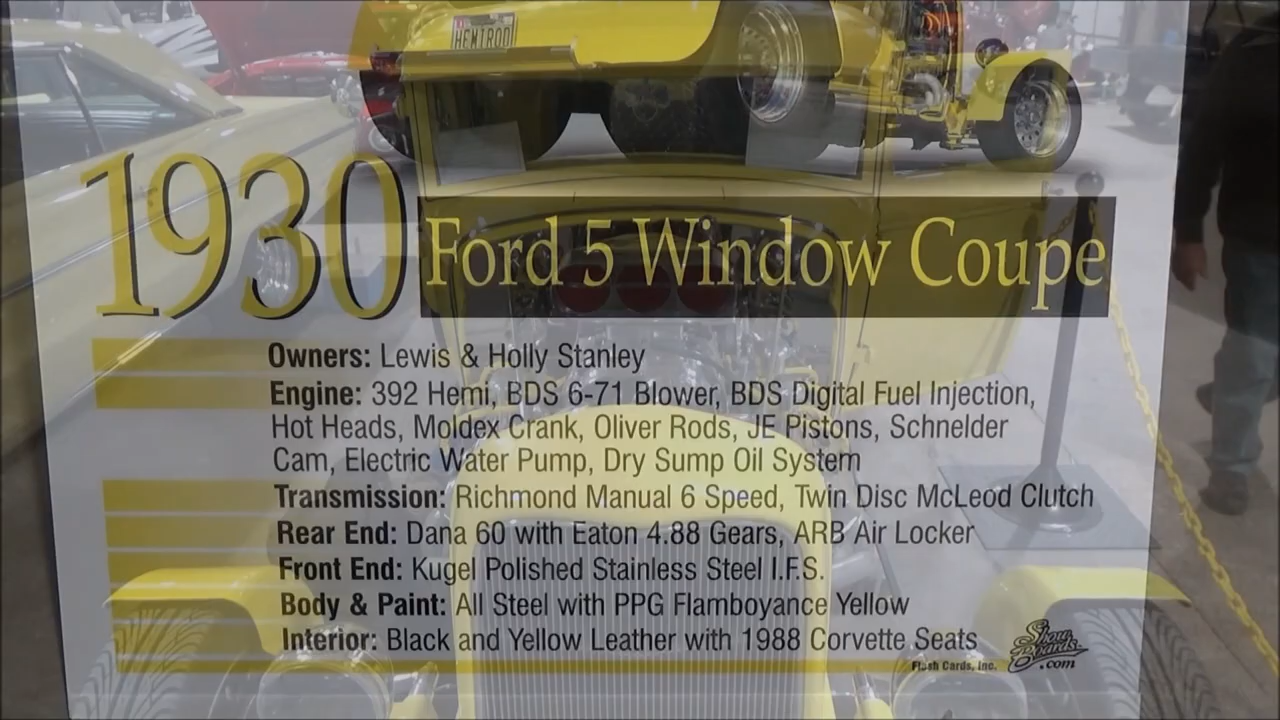 HEMIROD
1930
Ford 5 Window Coupe
Owners: Lewis & Holly Stanley
Engine: 392 Hemi, BDS 6-71 Blower, BDS Digital Fuel Injection,
Hot Heads, Moldex Crank, Oliver Rods, JE Pistons, Schnelder
Cam, Electric Water Pump, Dry Sump Oil System
Transmission: Richmond Manual 6 Speed, Twin Disc McLeod Clutch
Rear End: Dana 60 with Eaton 4.88 Gears, ARB Air Locker
Front End: Kugel Polished Stainless Steel I.F.S.
Body & Paint: All Steel with PPG Flamboyance Yellow
Interior: Black and Yellow Leather with 1988 Corvette Seats
Flash Cards, Inc.
Show
Boards
.com